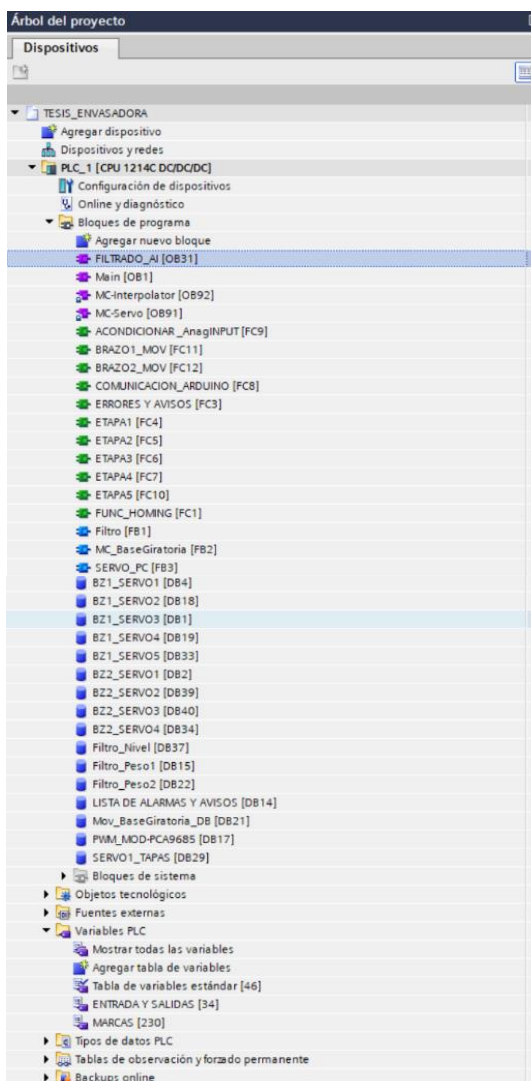 Árbol del proyecto
Dispositivos
TESIS_ENVASADORA
Agregar dispositivo
Dispositivos y redes
PLC_1 [CPU 1214C DC/DC/DC]
Configuración de dispositivos
Online y diagnóstico
Bloques de programa
Agregar nuevo bloque
FILTRADO_AI [OB31]
Main [OB1]
MC-Interpolator [OB92]
MC-Servo [OB91]
ACONDICIONAR_AnagINPUT [FC9]
BRAZO1_MOV [FC11]
BRAZO2_MOV [FC12]
COMUNICACION_ARDUINO [FC8]
ERRORES Y AVISOS [FC3]
ETAPA1 [FC4]
ETAPA2 [FC5]
ETAPA3 [FC6]
ETAPA4 [FC7]
ETAPA5 [FC10]
FUNC_HOMING [FC1]
Filtro [FB1]
MC_BaseGiratoria [FB2]
SERVO_PC [FB3]
BZ1_SERVO1 [DB4]
BZ1_SERVO2 [DB18]
BZ1_SERVO3 [DB1]
BZ1_SERVO4 [DB19]
BZ1_SERVO5 [DB33]
BZ2_SERVO1 [DB2]
BZ2_SERVO2 [DB39]
BZ2_SERVO3 [DB40]
BZ2_SERVO4 [DB34]
Filtro_Nivel [DB37]
Filtro_Peso1 [DB15]
Filtro_Peso2 [DB22]
LISTA DE ALARMAS Y AVISOS [DB14]
Mov_BaseGiratoria_DB [DB21]
PWM_MOD-PCA9685 [DB17]
SERVO1_TAPAS [DB29]
Bloques de sistema
Objetos tecnológicos
Fuentes externas
Variables PLC
Mostrar todas las variables
Agregar tabla de variables
Tabla de variables estándar [46]
ENTRADA Y SALIDAS [34]
MARCAS [230]
Tipos de datos PLC
Tablas de observación y forzado permanente
Backups online